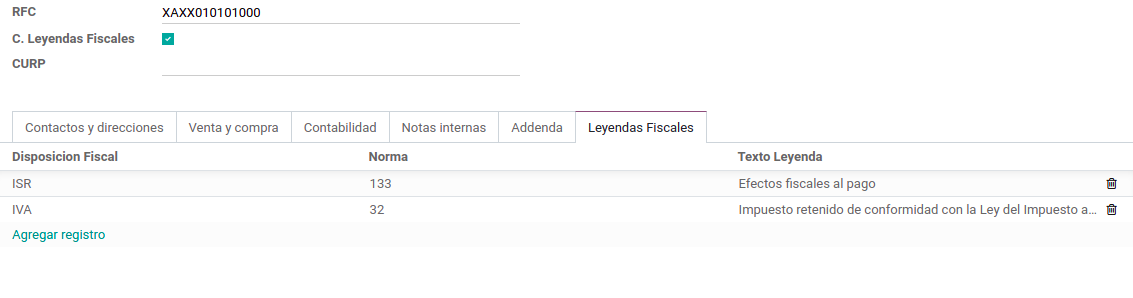 RFC XAXX010101000
C. Leyendas Fiscales
CURP
Contactos y direcciones Venta y compra Contabilidad Notas internas Addenda Leyendas Fiscales
Disposicion Fiscal Norma Texto Leyenda
ISR 133 Efectos fiscales al pago
IVA 32 Impuesto retenido de conformidad con la Ley del Impuesto a...
Agregar registro